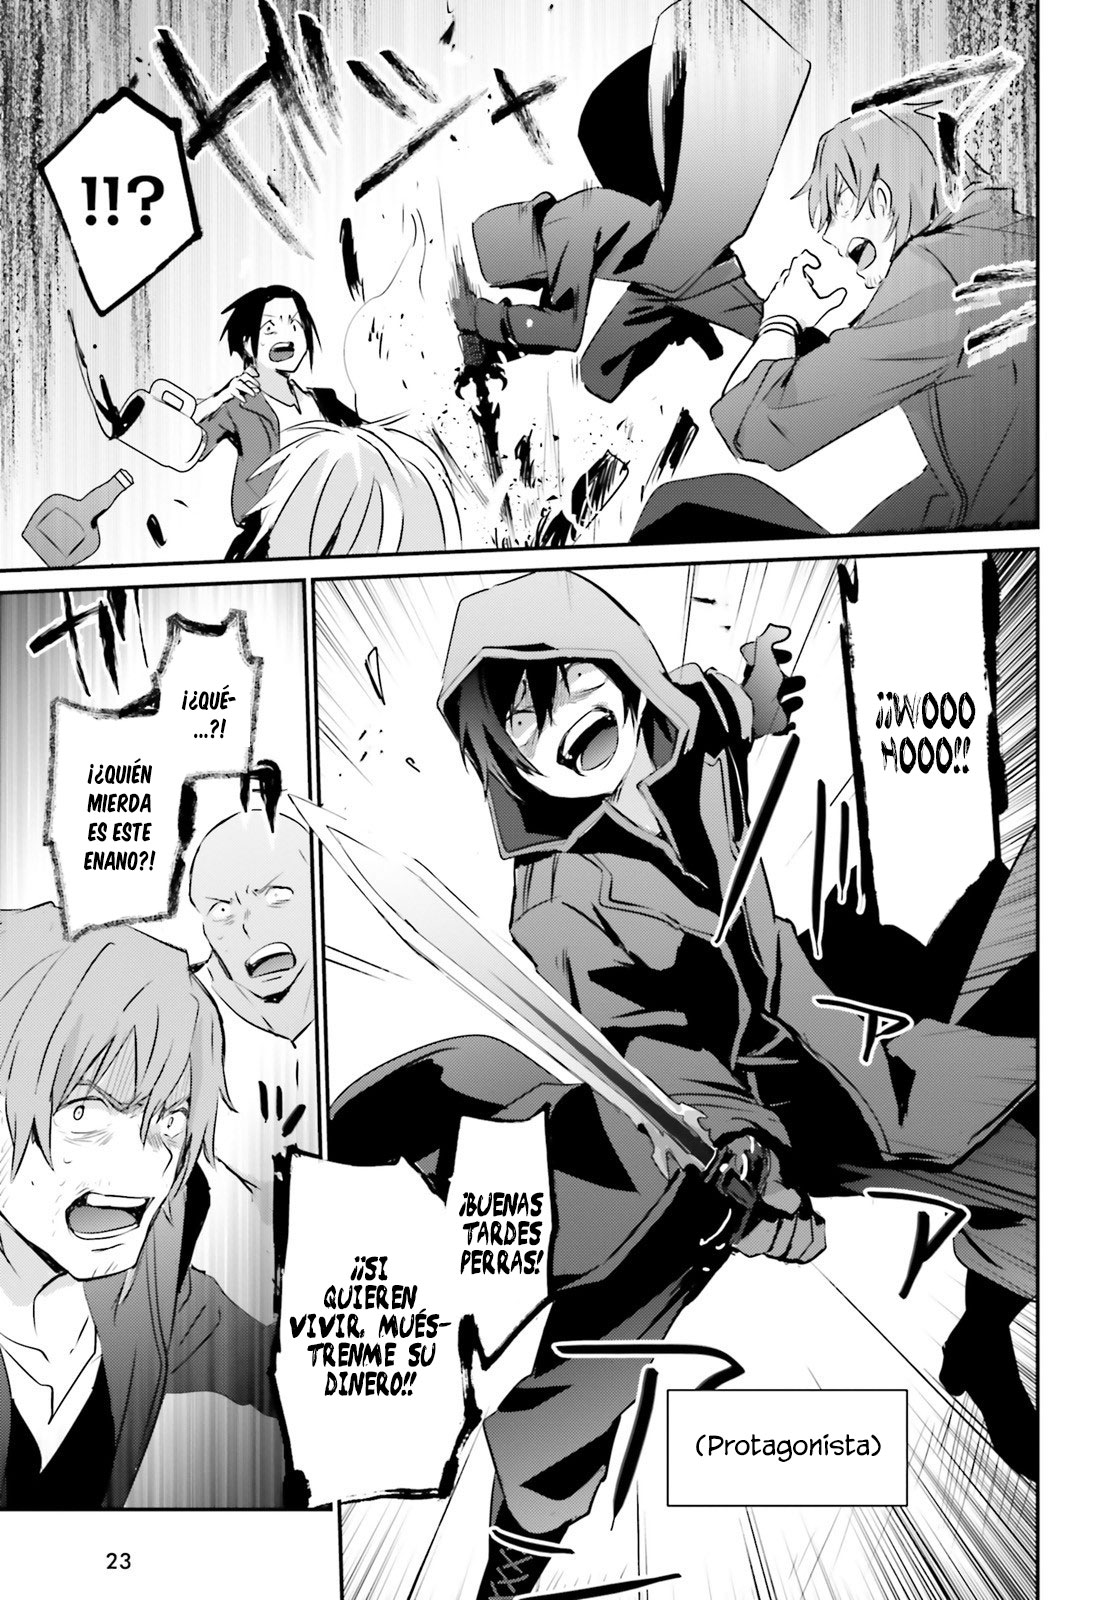 !!?
¡¡WOOO
HOOO!!
¡BUENAS
TARDES
PERRAS!
¡¡SI
QUIEREN
VIVIR, MUÉS-
TRENME SU
DINERO!!
(Protagonista)
¡¿QUÉ-
...?!
¡¿QUIÉN
MIERDA
ES ESTE
ENANO?!
23